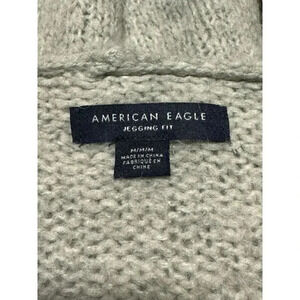 AMERICAN EAGLE
JEGGING FIT
M/M/M
MADE IN CHINA
FABRIQUÉ EN
CHINE